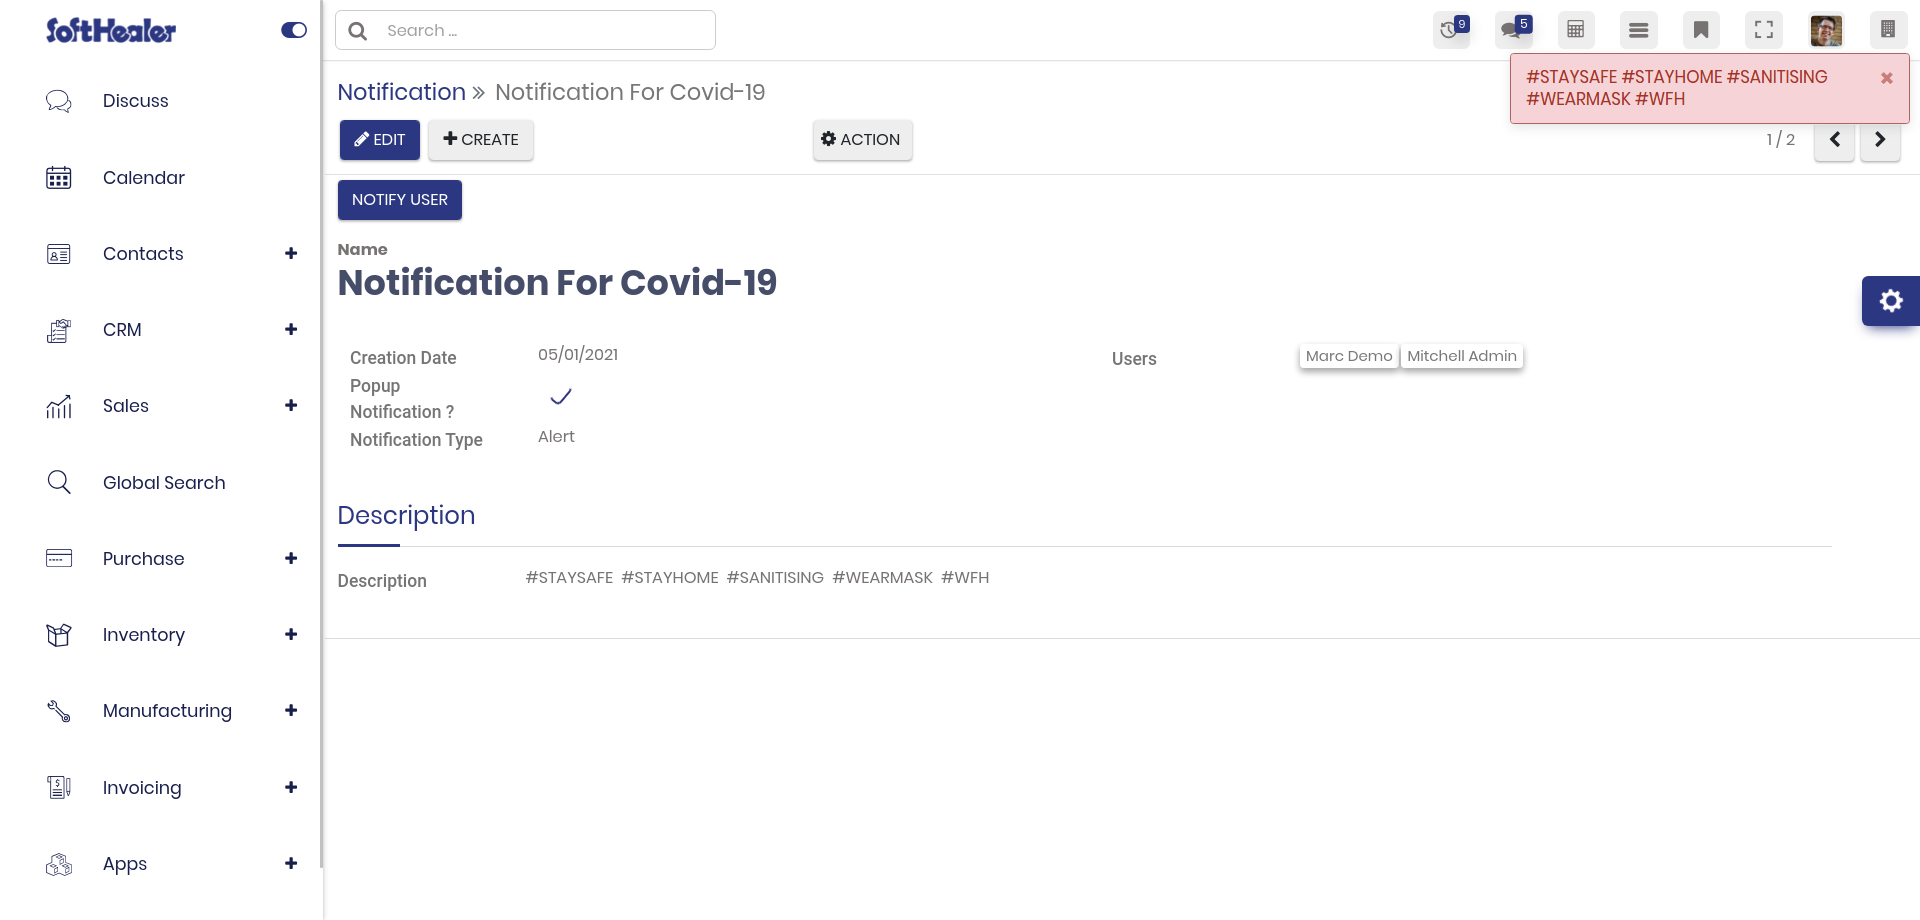 SoftHealer
Search ...
9
5
#STAYSAFE #STAYHOME #SANITISING
#WEARMASK #WFH
Discuss
Calendar
Contacts
CRM
Sales
Global Search
Purchase
Inventory
Manufacturing
Invoicing
Apps
Notification » Notification For Covid-19
EDIT
CREATE
ACTION
1 / 2
NOTIFY USER
Name
Notification For Covid-19
Creation Date 05/01/2021
Popup
Notification ?
Notification Type Alert
Users Marc Demo Mitchell Admin
Description
Description #STAYSAFE #STAYHOME #SANITISING #WEARMASK #WFH